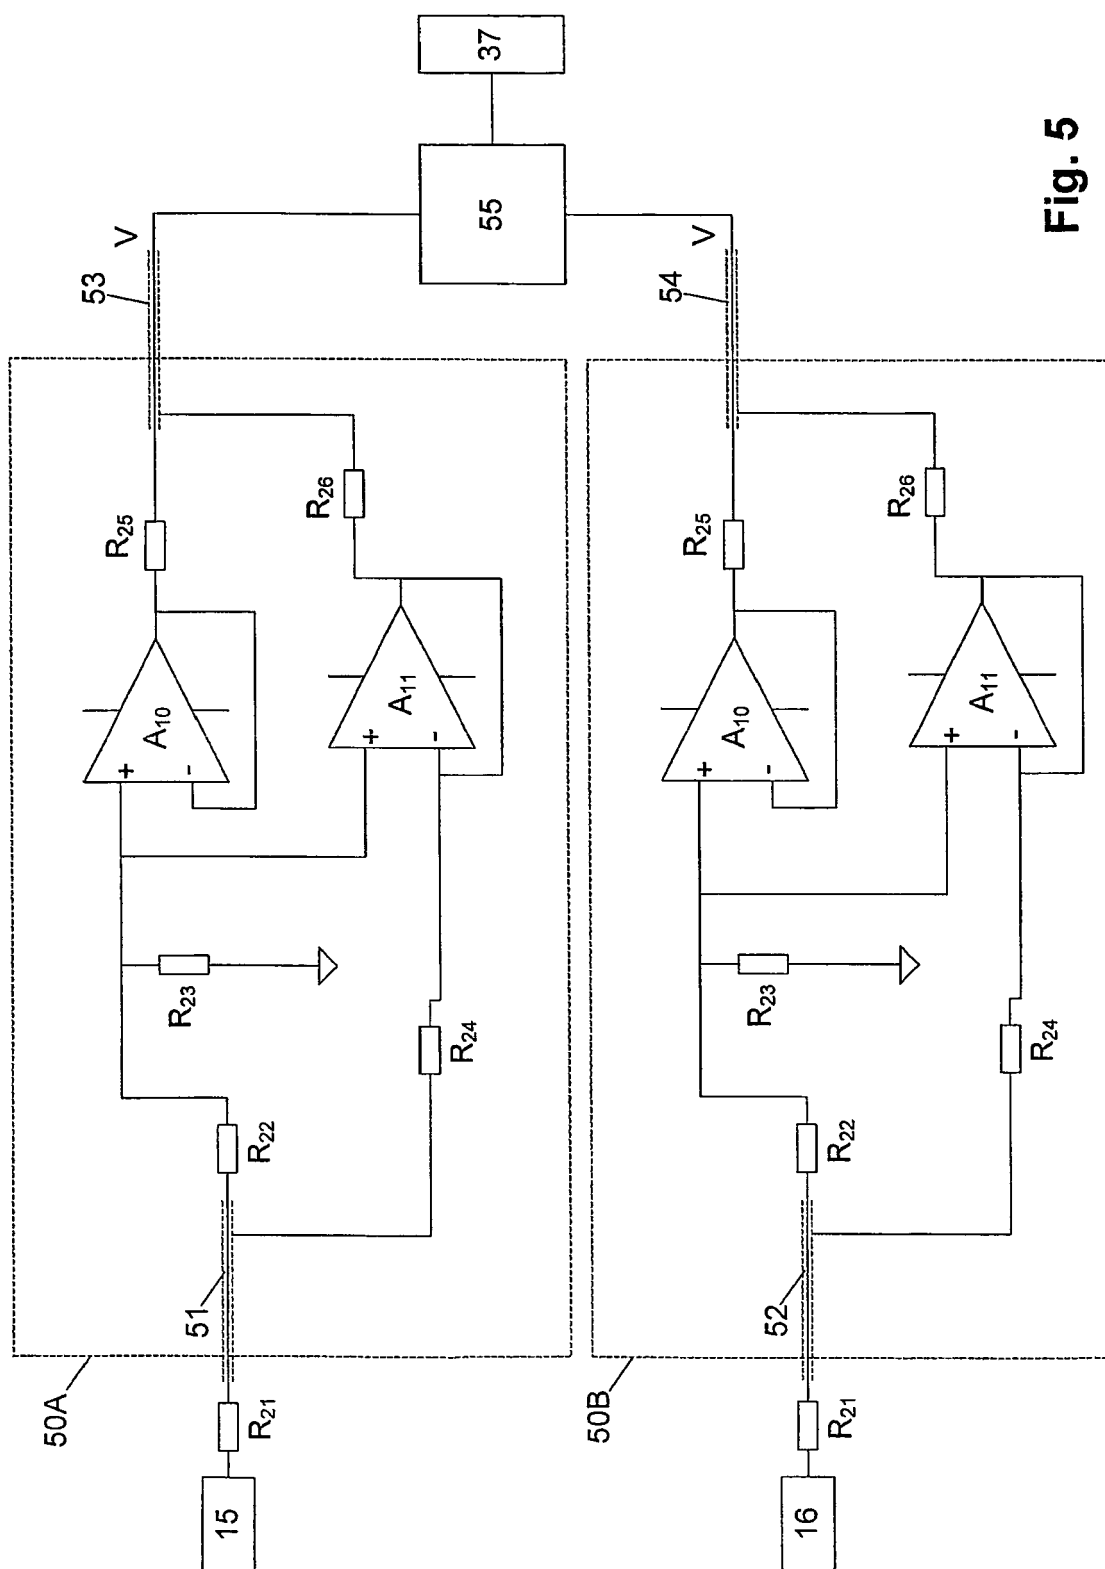 50A
15
R21
51
R22
R23
R24
+
-
A10
+
-
A11
R25
R26
53
V
50B
16
R21
52
R22
R23
R24
+
-
A10
+
-
A11
R25
R26
54
V
55
37
Fig. 5